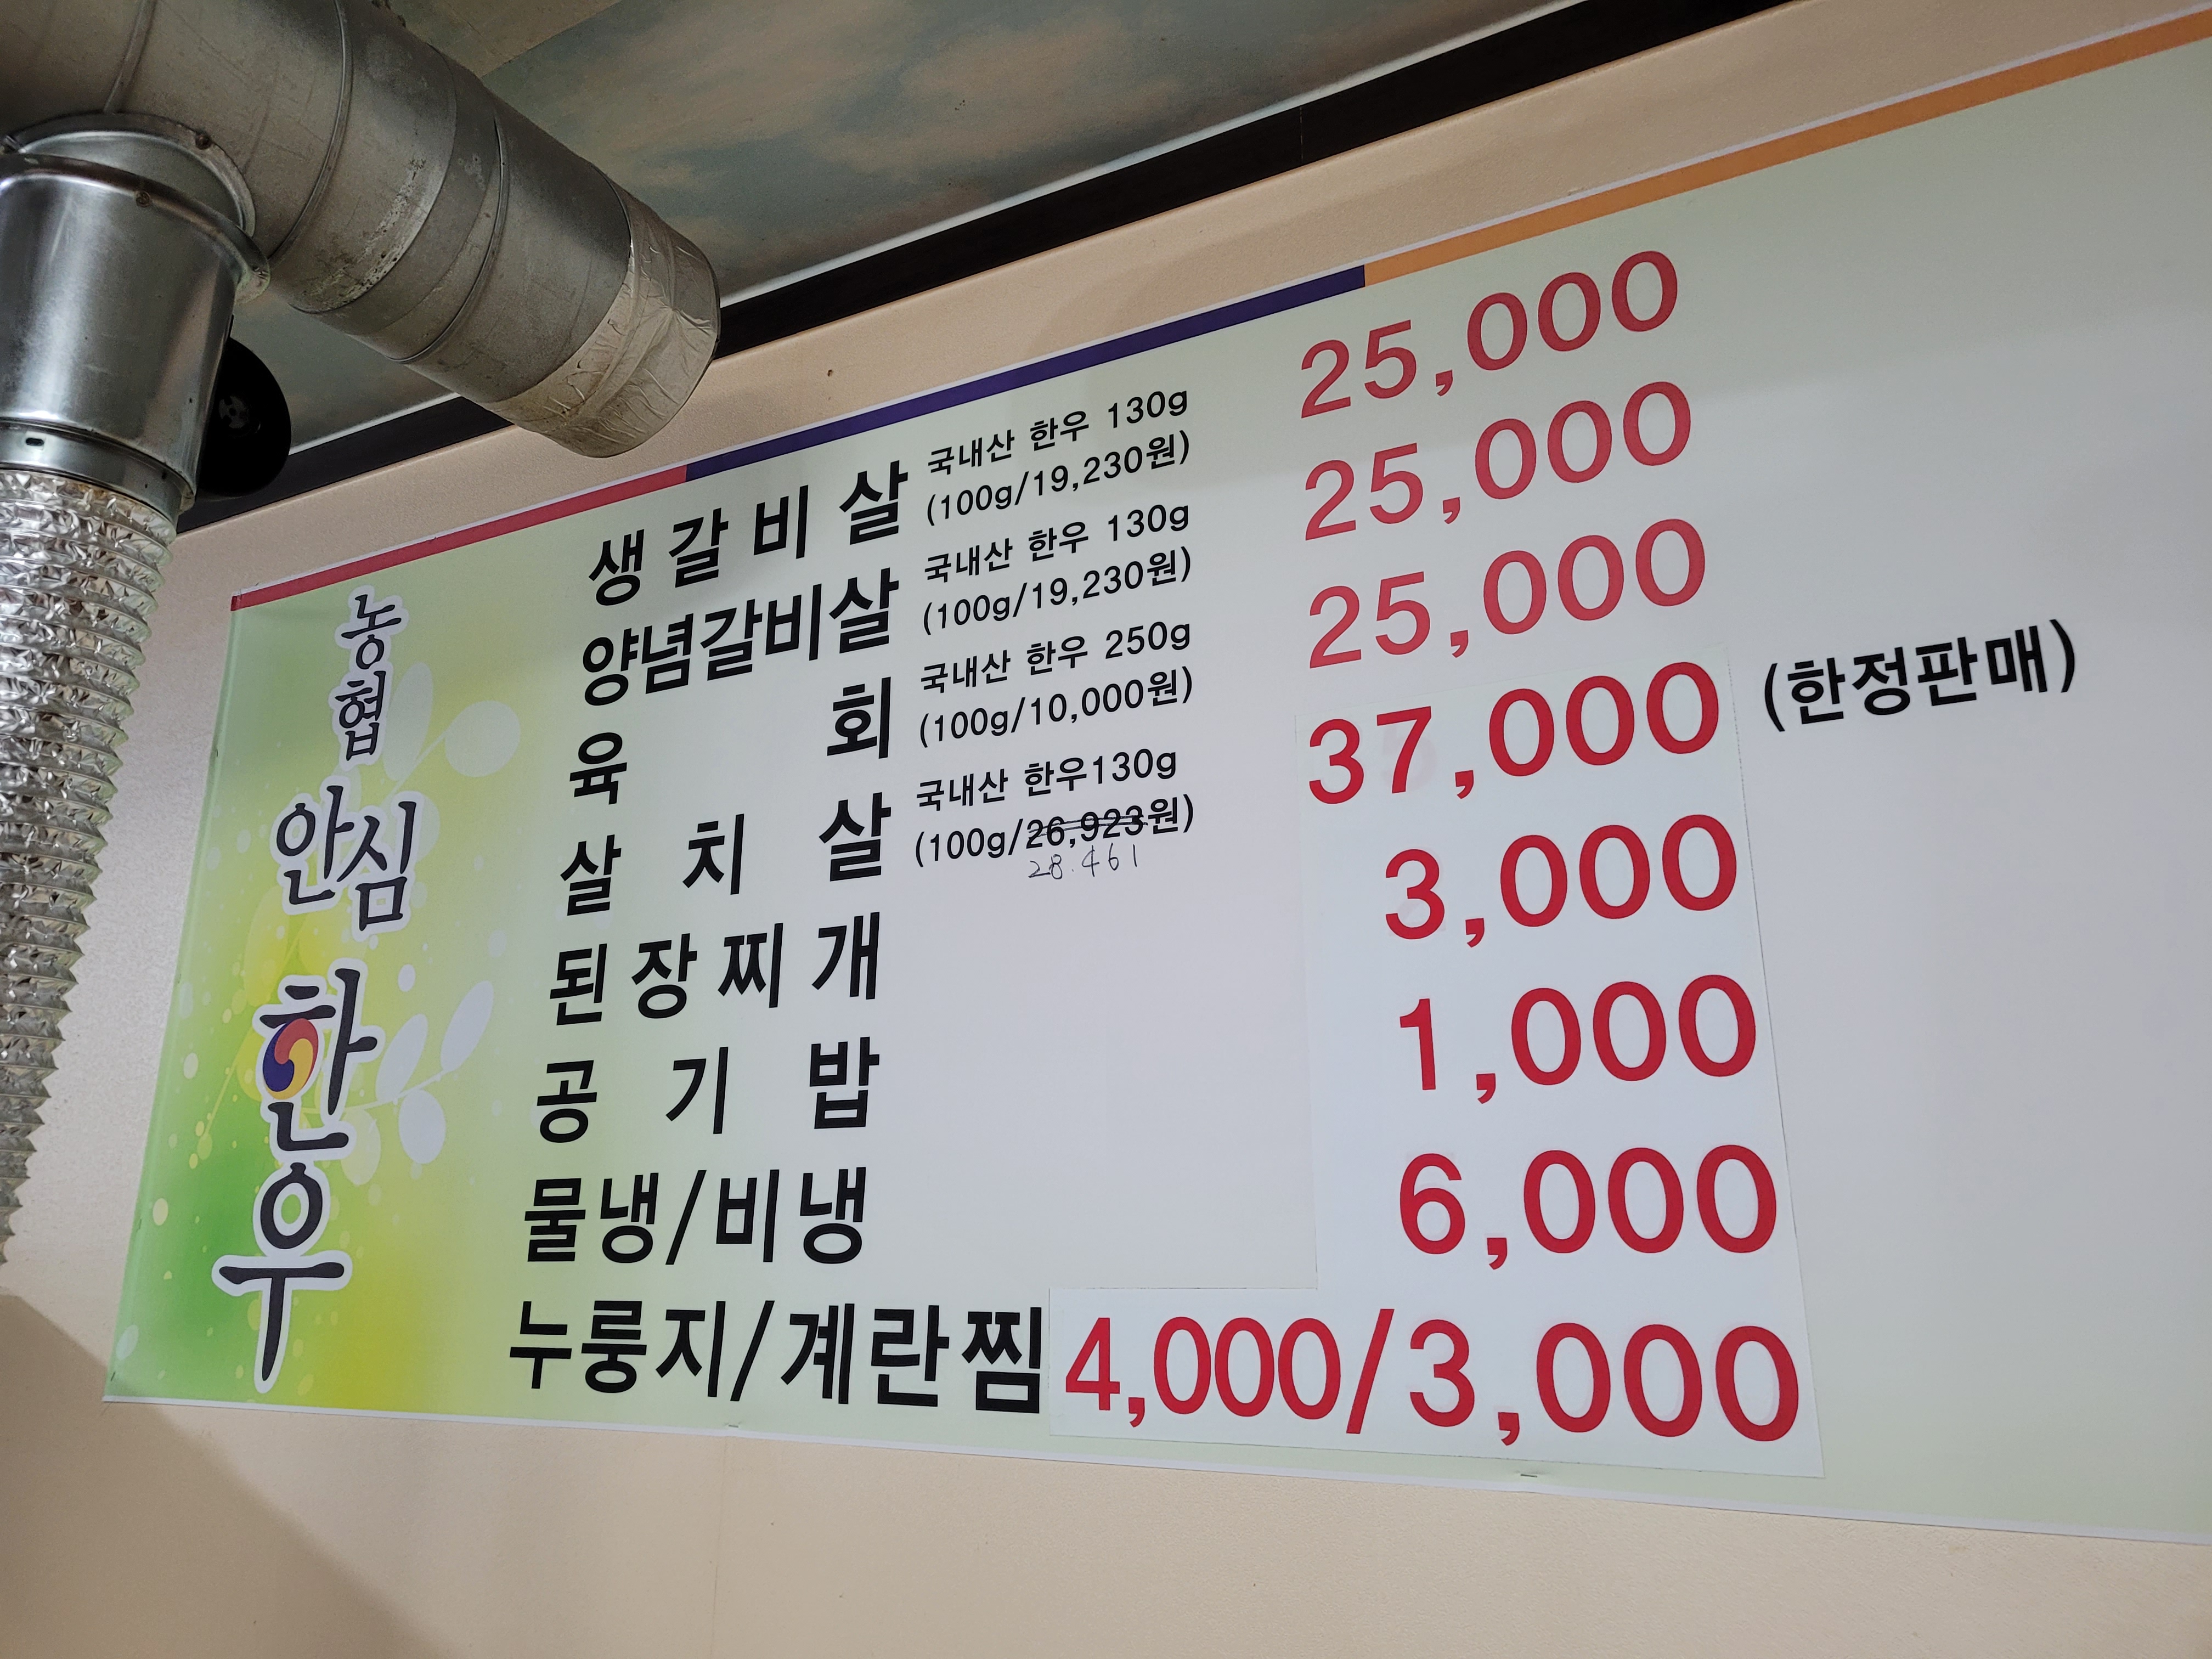 농협
안심
한우
생갈비살 국내산 한우 130g (100g/19,230원) 25,000
양념갈비살 국내산 한우 130g (100g/19,230원) 25,000
육회 국내산 한우 250g (100g/10,000원) 25,000
살치살 국내산 한우130g (100g/26,923원) 28.461 37,000 (한정판매)
된장찌개 3,000
공기밥 1,000
물냉/비냉 6,000
누룽지/계란찜 4,000/3,000